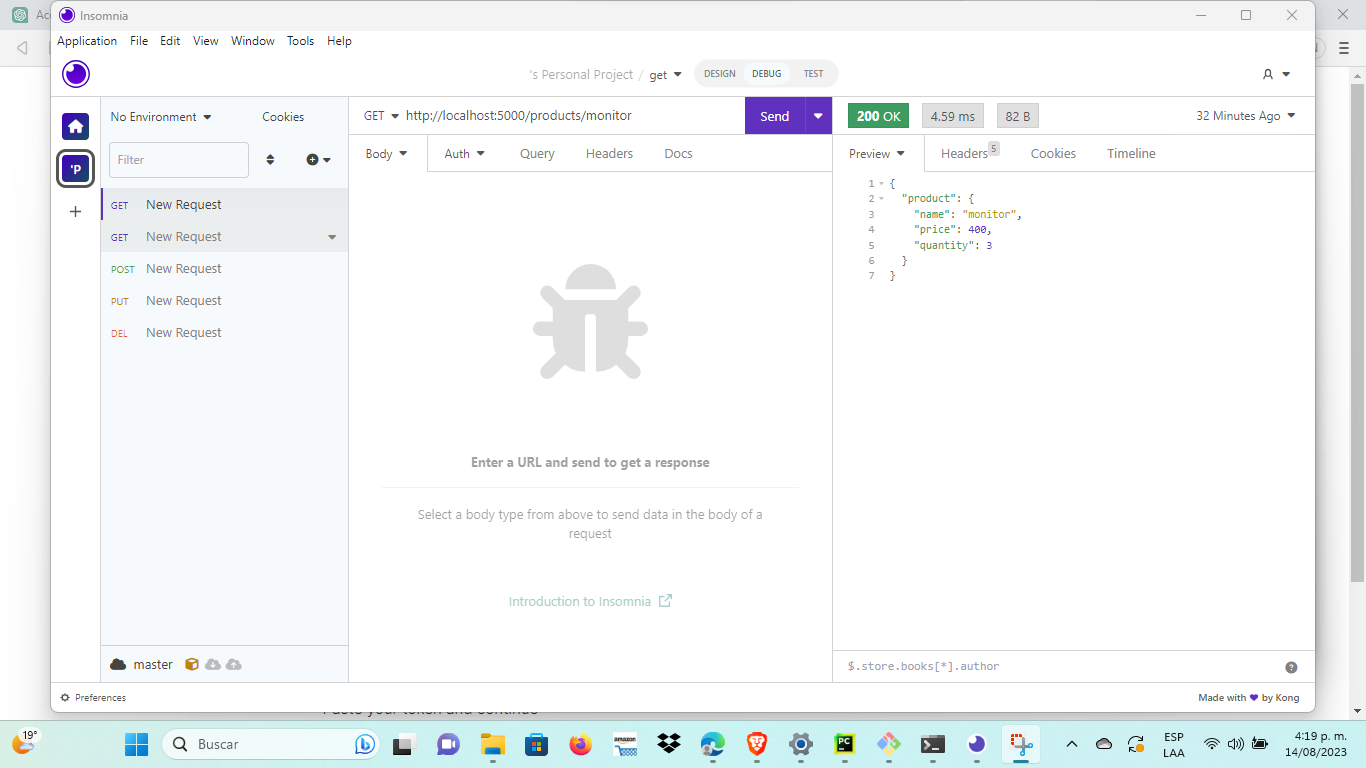 Ac
Insomnia
Application File Edit View Window Tools Help
's Personal Project / get DESIGN DEBUG TEST
No Environment Cookies
GET http://localhost:5000/products/monitor Send
200 OK 4.59 ms 82 B 32 Minutes Ago
Filter
Body Auth Query Headers Docs
Preview Headers 5 Cookies Timeline
'P
GET New Request
GET New Request
POST New Request
PUT New Request
DEL New Request
Enter a URL and send to get a response
Select a body type from above to send data in the body of a
request
Introduction to Insomnia
1 {
2 "product": {
3 "name": "monitor",
4 "price": 400,
5 "quantity": 3
6 }
7 }
master
$.store.books[*].author
Preferences
Made with by Kong
19°
Buscar
amazon
PC
ESP
LAA
4:19 p. m.
14/08/2023